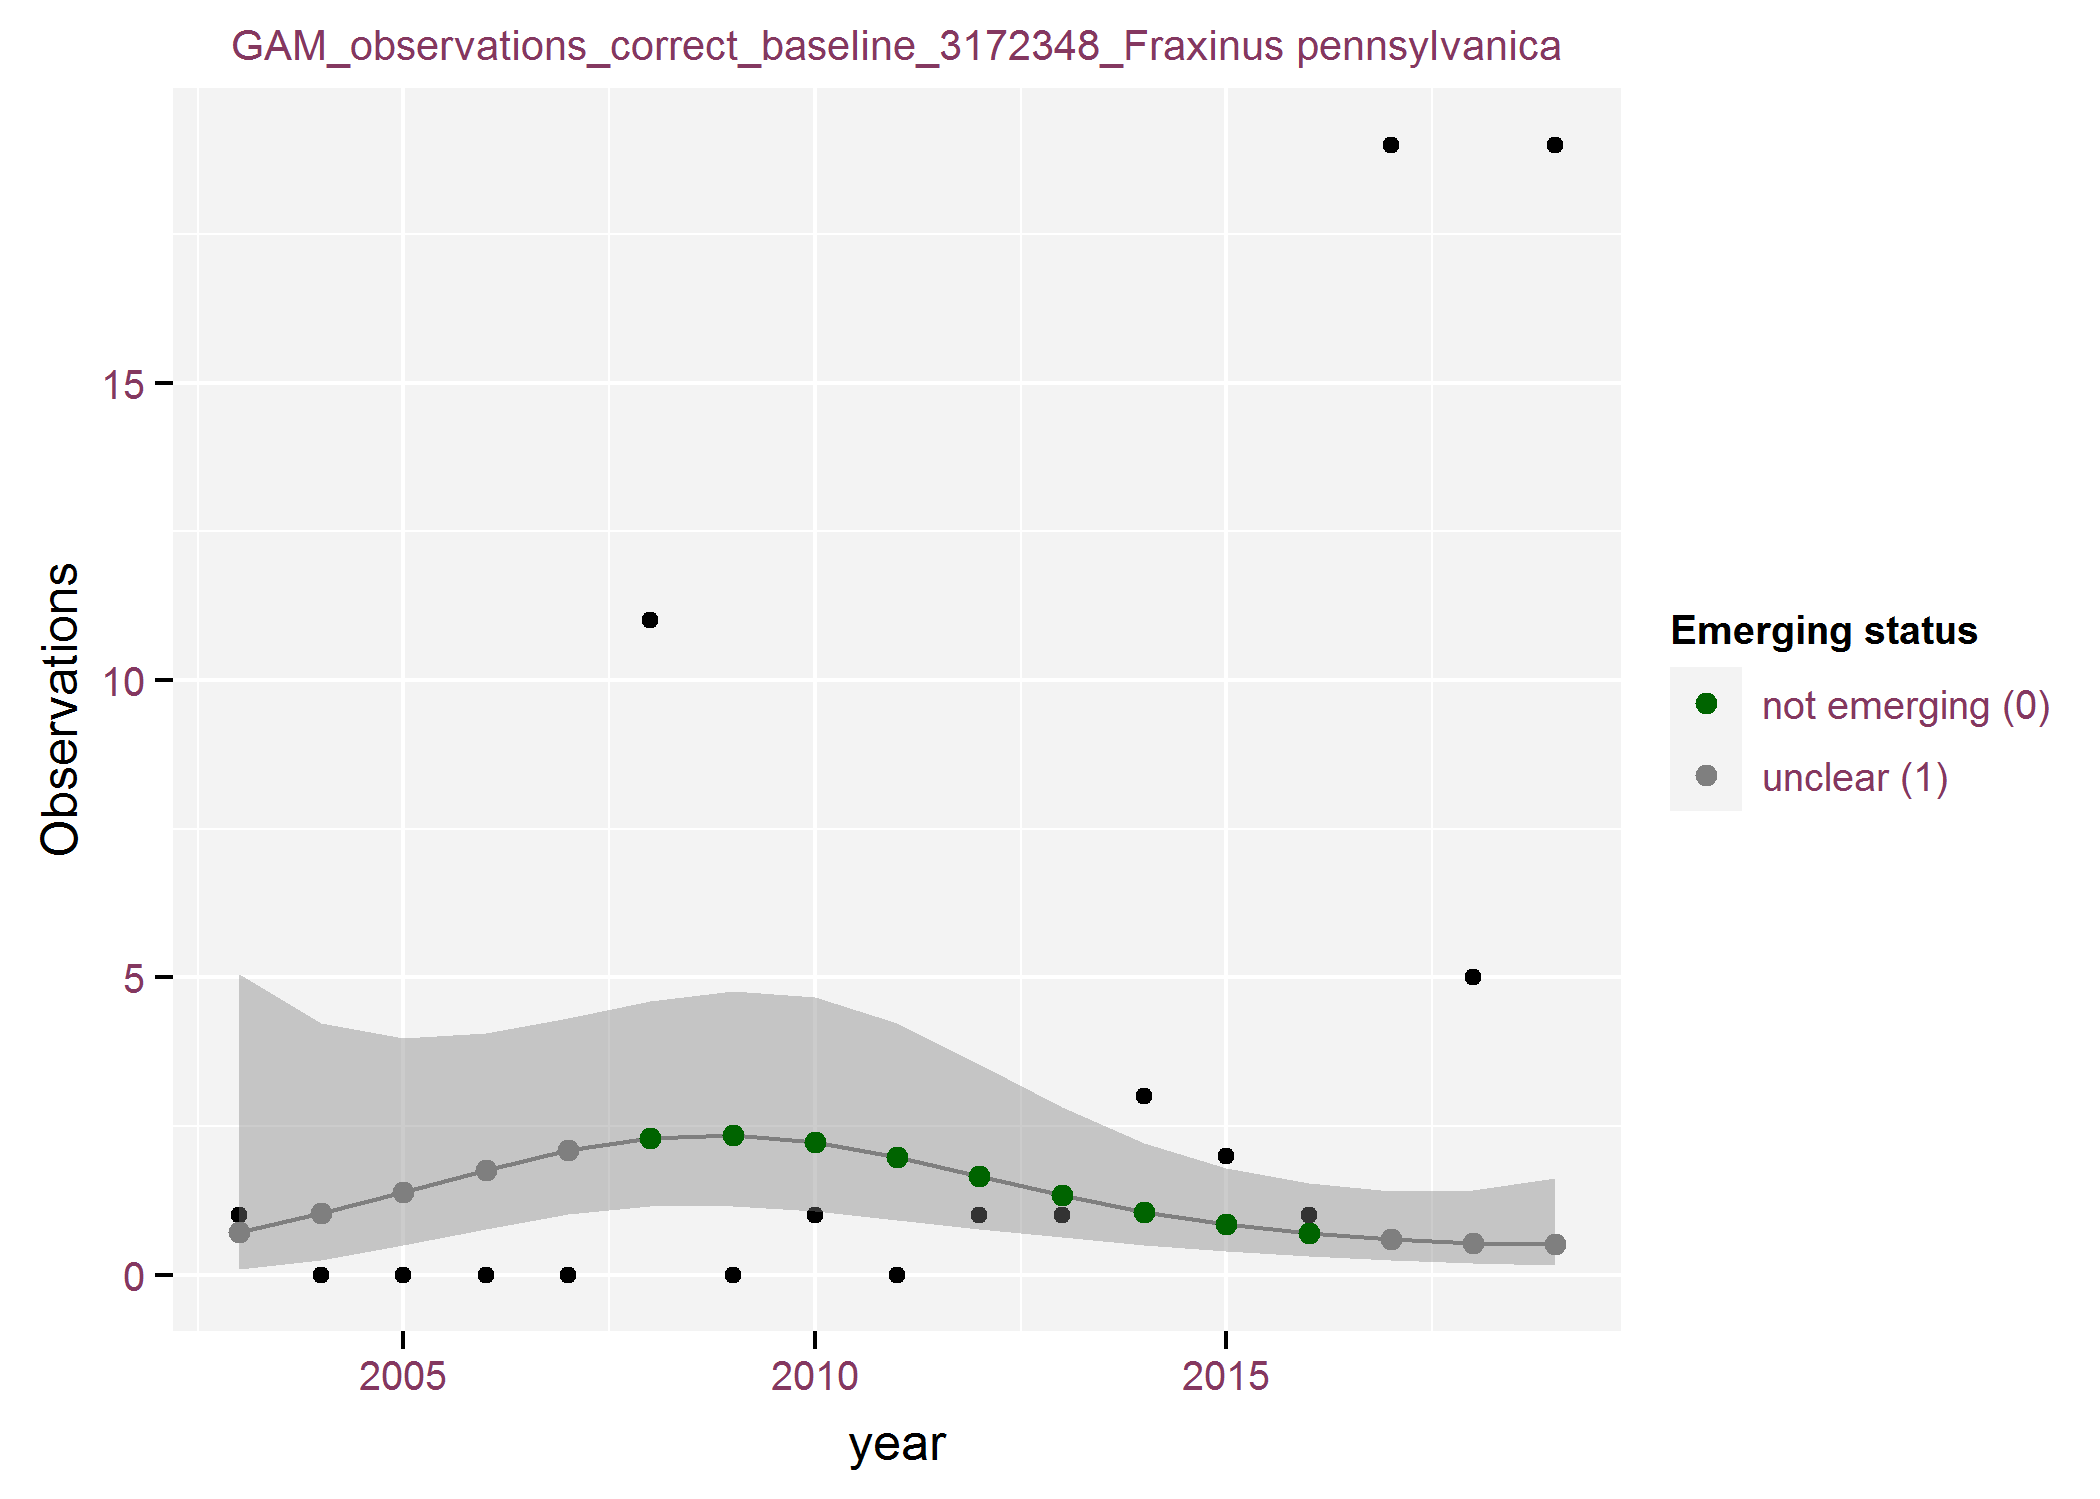 GAM_observations_correct_baseline_3172348_Fraxinus pennsylvanica
Observations
15
10
5
0
2005 2010 2015
year
Emerging status
not emerging (0)
unclear (1)